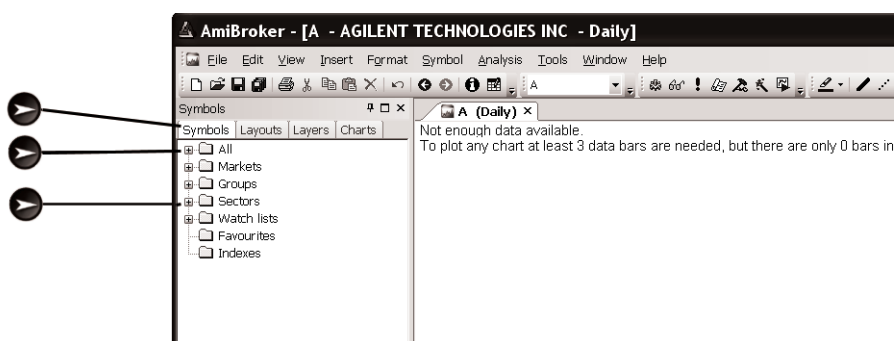 AmiBroker - [A - AGILENT TECHNOLOGIES INC - Daily]
File Edit View Insert Format Symbol Analysis Tools Window Help
A
Symbols
A (Daily)
Symbols Layouts Layers Charts
Not enough data available.
To plot any chart at least 3 data bars are needed, but there are only 0 bars in
All
Markets
Groups
Sectors
Watch lists
Favourites
Indexes